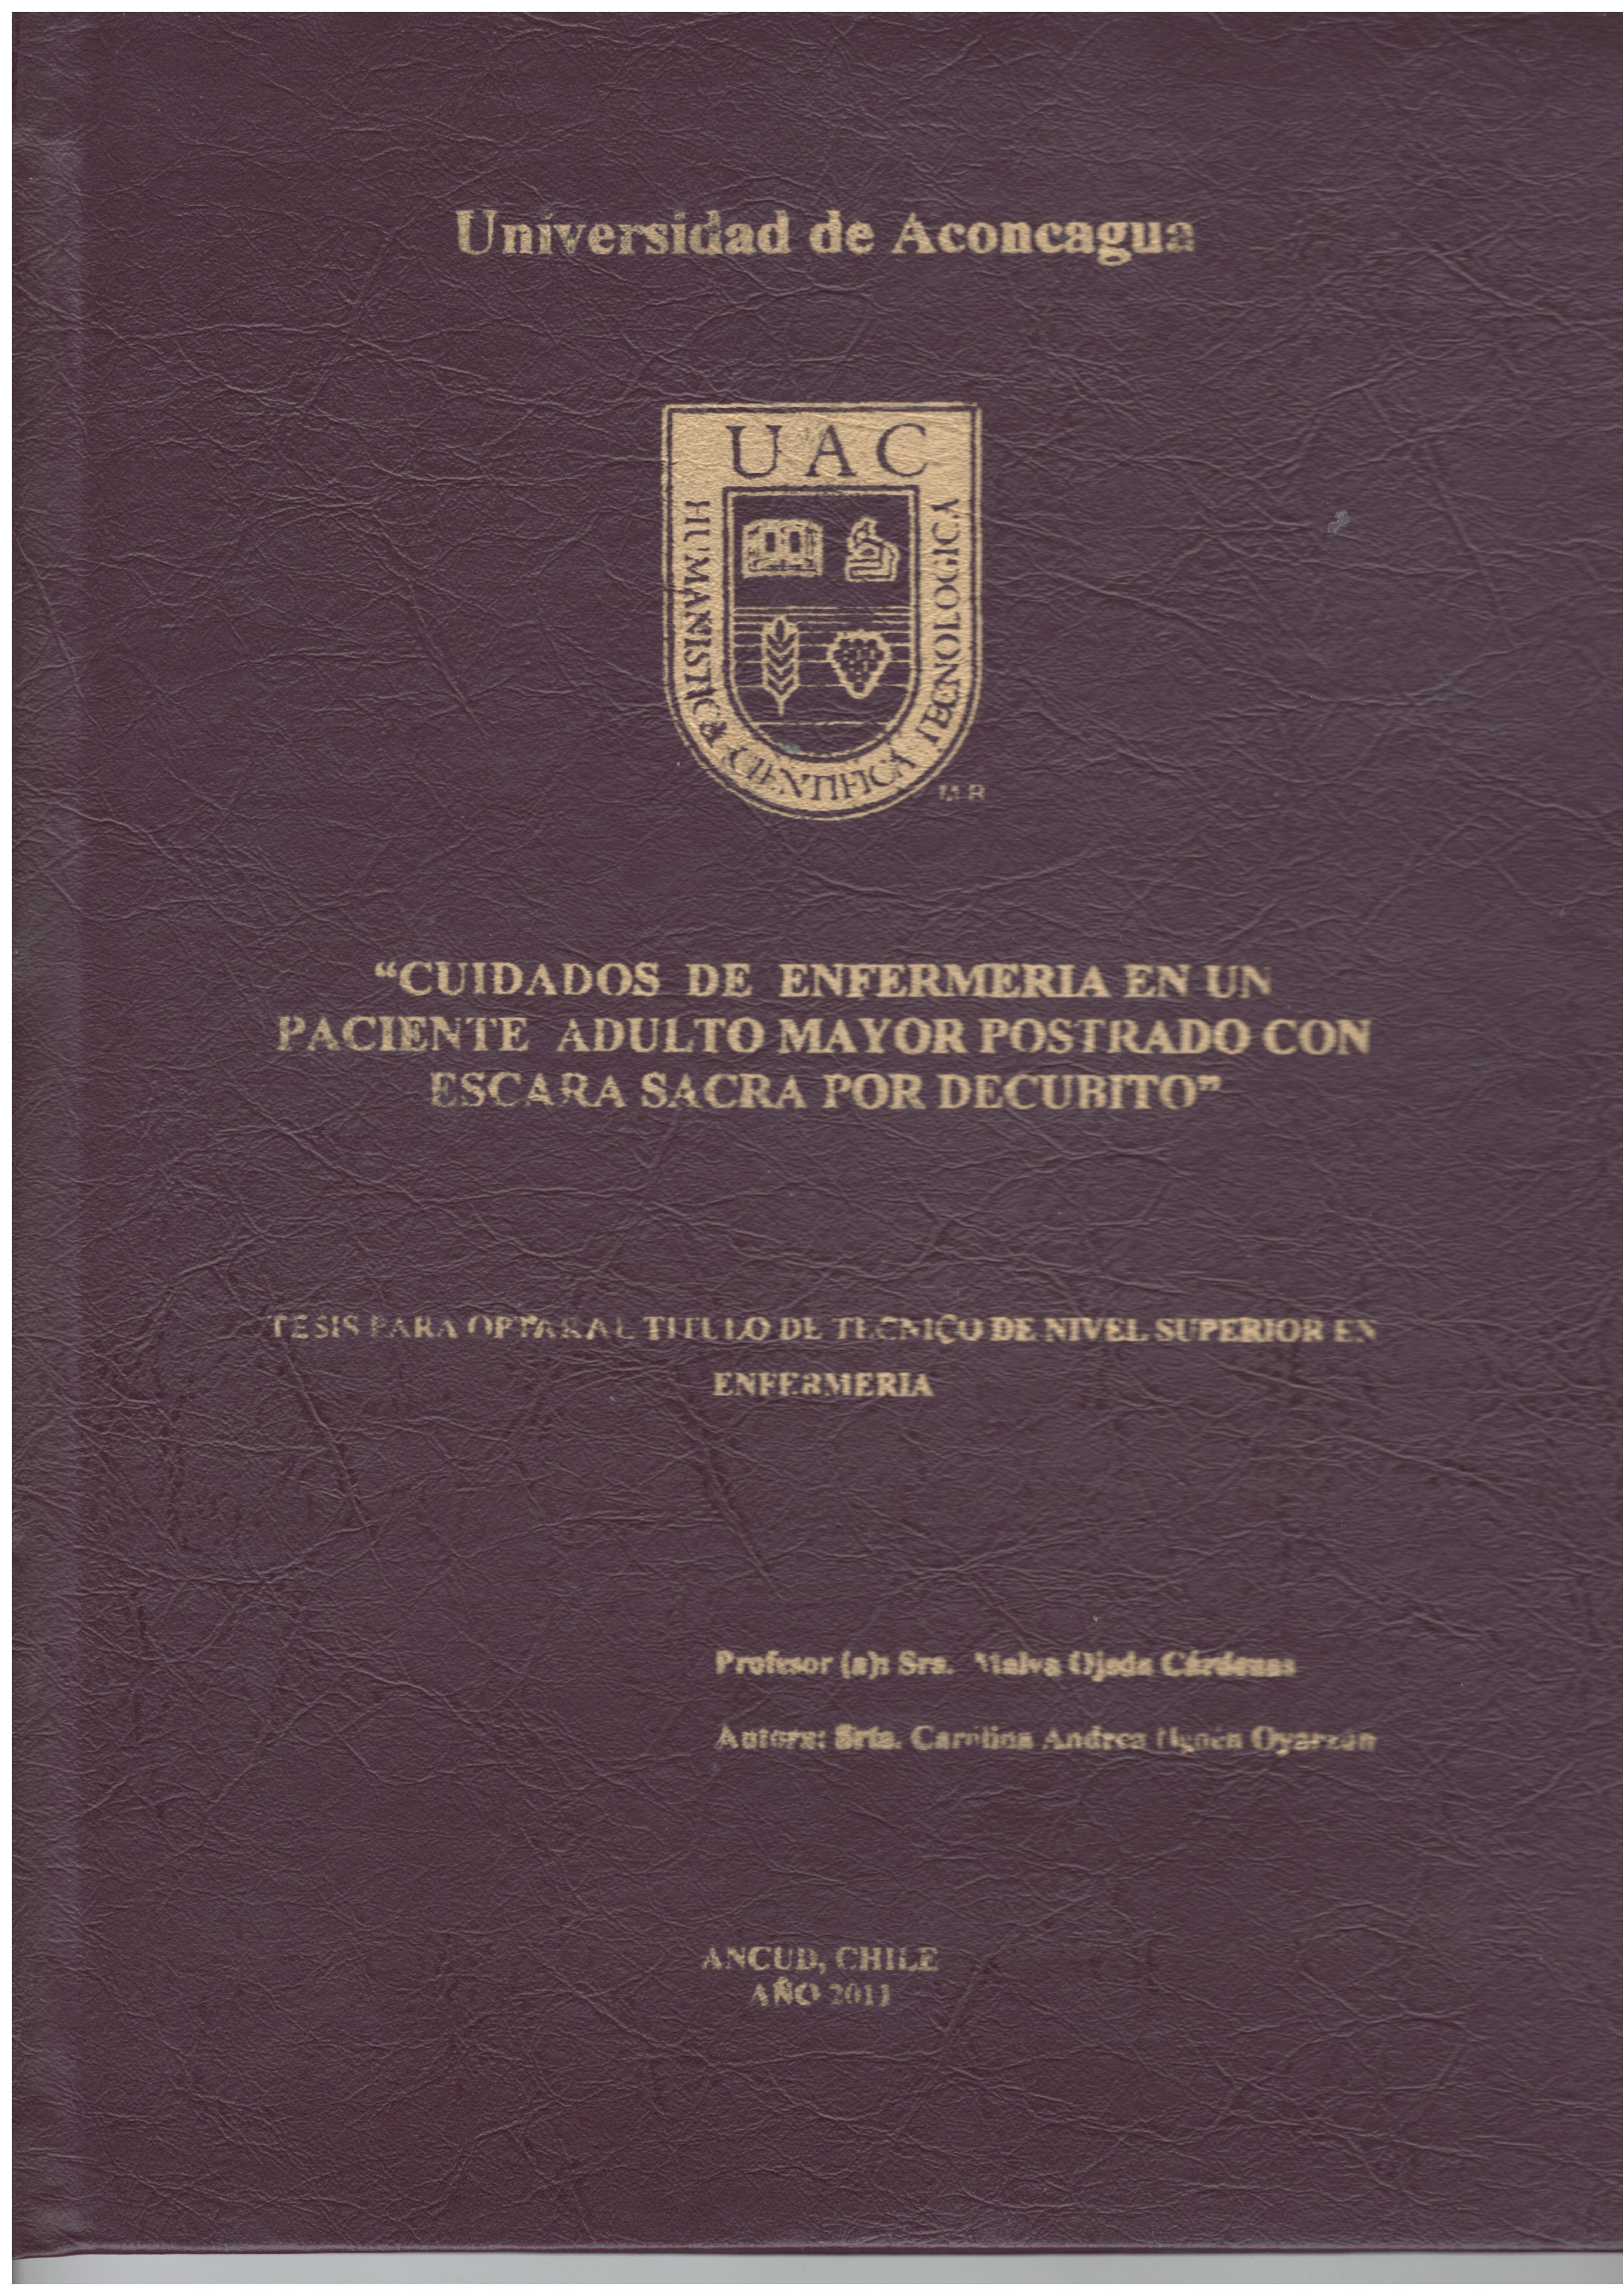 Universidad de Aconcagua
UAC
HUMANISTICA CIENTIFICA TECNOLOGICA
M.R
“CUIDADOS DE ENFERMERIA EN UN
PACIENTE ADULTO MAYOR POSTRADO CON
ESCARA SACRA POR DECUBITO”
TESIS PARA OPTAR AL TITULO DE TECNICO DE NIVEL SUPERIOR EN
ENFERMERIA
Profesor (a): Sra. Malva Ojeda Cárdenas
Autora: Srta. Carolina Andrea Oyarzún
ANCUD, CHILE
AÑO 2011